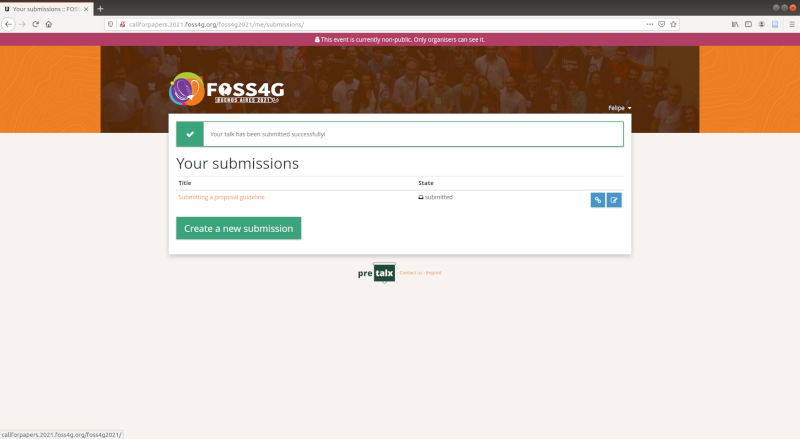 Your submissions :: FOSS
callforpapers.2021.foss4g.org/foss4g2021/me/submissions/
This event is currently non-public. Only organisers can see it.
FOSS4G
BUENOS AIRES 2021
Felipe
Your talk has been submitted successfully!
Your submissions
Title State
Submitting a proposal guideline submitted
Create a new submission
pretalx · Contact us · Imprint
callforpapers.2021.foss4g.org/foss4g2021/